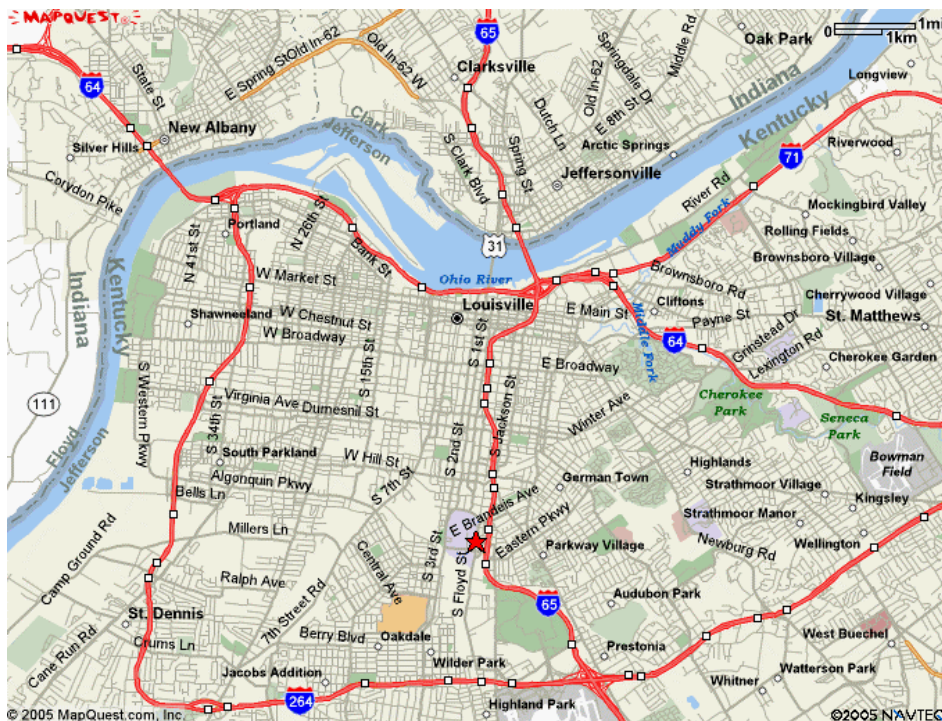 MAPQUEST
65
1mi
0
1km
Oak Park
Clarksville
E Spring St
Old In-62
Old In-62 W
Springdale Dr
Old In-62
Middle Rd
Longview
64
State St
Dutch Ln
E 8th St
Indiana
Kentucky
New Albany
Silver Hills
Clark
Jefferson
Arctic Springs
71
Riverwood
Corydon Pike
S Clark Blvd
Spring St
Jeffersonville
River Rd
Mockingbird Valley
Portland
N 26th St
N 41st St
31
Muddy Fork
Rolling Fields
Bank St
Brownsboro Village
Indiana
Kentucky
W Market St
Ohio River
Brownsboro Rd
Louisville
Cliftons
Cherrywood Village
Shawneeland
W Chestnut St
E Main St
Payne St
St. Matthews
W Broadway
S 1st St
Middle Fork
64
Grinstead Dr
Lexington Rd
Cherokee Garden
S 15th St
E Broadway
S Western Pkwy
111
Virginia Ave
Dumesnil St
S Jackson St
Winter Ave
Cherokee
Park
Seneca
Park
Floyd
Jefferson
S 34th St
S 2nd St
South Parkland
W Hill St
Highlands
Bowman
Field
Algonquin Pkwy
S 7th St
German Town
Strathmoor Village
Bells Ln
E Brandeis Ave
Kingsley
Millers Ln
Strathmoor Manor
Camp Ground Rd
Eastern Pkwy
Parkway Village
Newburg Rd
Wellington
Central Ave
S 3rd St
S Floyd St
Ralph Ave
7th Street Rd
65
Audubon Park
St. Dennis
Cane Run Rd
Crums Ln
Berry Blvd
Oakdale
Prestonia
West Buechel
Jacobs Addition
Wilder Park
Watterson Park
Whitner
264
Highland Park
© 2005 MapQuest.com, Inc.
©2005 NAVTEQ